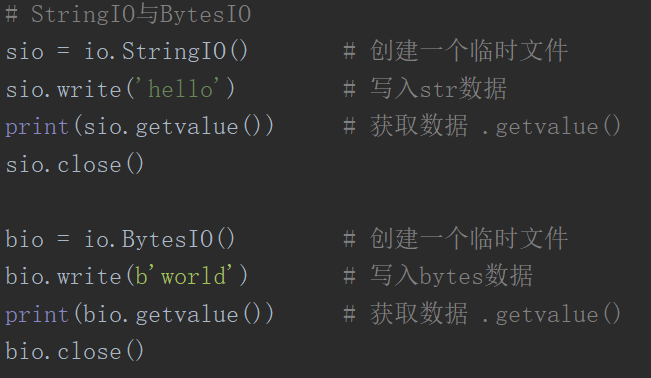 # StringIO与BytesIO
sio = io.StringIO()        # 创建一个临时文件
sio.write('hello')         # 写入str数据
print(sio.getvalue())      # 获取数据 .getvalue()
sio.close()

bio = io.BytesIO()         # 创建一个临时文件
bio.write(b'world')        # 写入bytes数据
print(bio.getvalue())      # 获取数据 .getvalue()
bio.close()